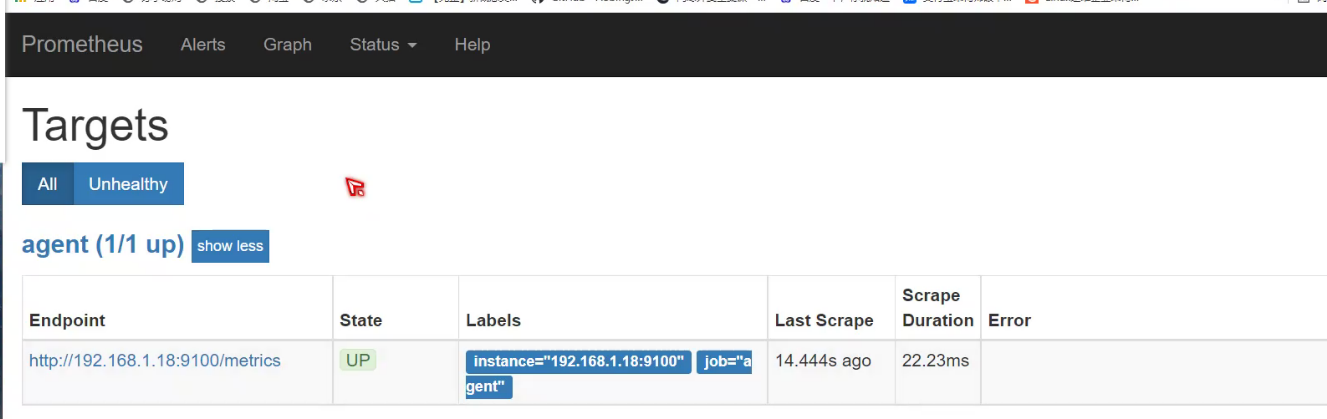 Prometheus Alerts Graph Status Help
Targets
All Unhealthy
agent (1/1 up) show less
Endpoint State Labels Last Scrape Scrape Duration Error
http://192.168.1.18:9100/metrics UP instance="192.168.1.18:9100" job="a 14.444s ago 22.23ms
gent"